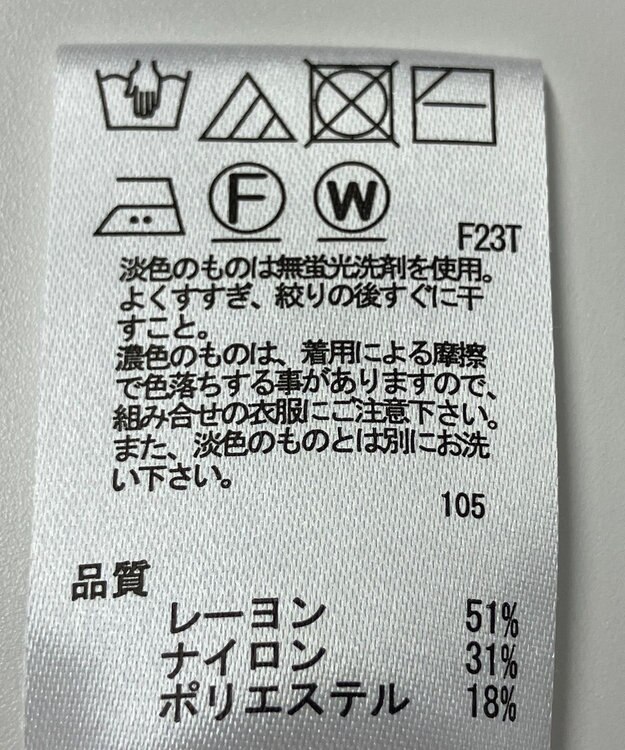 F W
F23T
淡色のものは無蛍光洗剤を使用。
よくすすぎ、絞りの後すぐに干
すこと。
濃色のものは、着用による摩擦
で色落ちする事がありますので、
組み合せの衣服にご注意下さい。
また、淡色のものとは別にお洗
い下さい。
105
品質
レーヨン 51%
ナイロン 31%
ポリエステル 18%